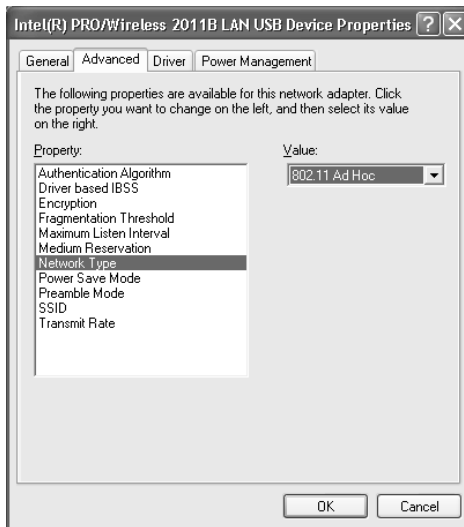 Intel(R) PRO/Wireless 2011B LAN USB Device Properties
General Advanced Driver Power Management
The following properties are available for this network adapter. Click
the property you want to change on the left, and then select its value
on the right.
Property: Value:
Authentication Algorithm 802.11 Ad Hoc
Driver based IBSS
Encryption
Fragmentation Threshold
Maximum Listen Interval
Medium Reservation
Network Type
Power Save Mode
Preamble Mode
SSID
Transmit Rate
OK Cancel